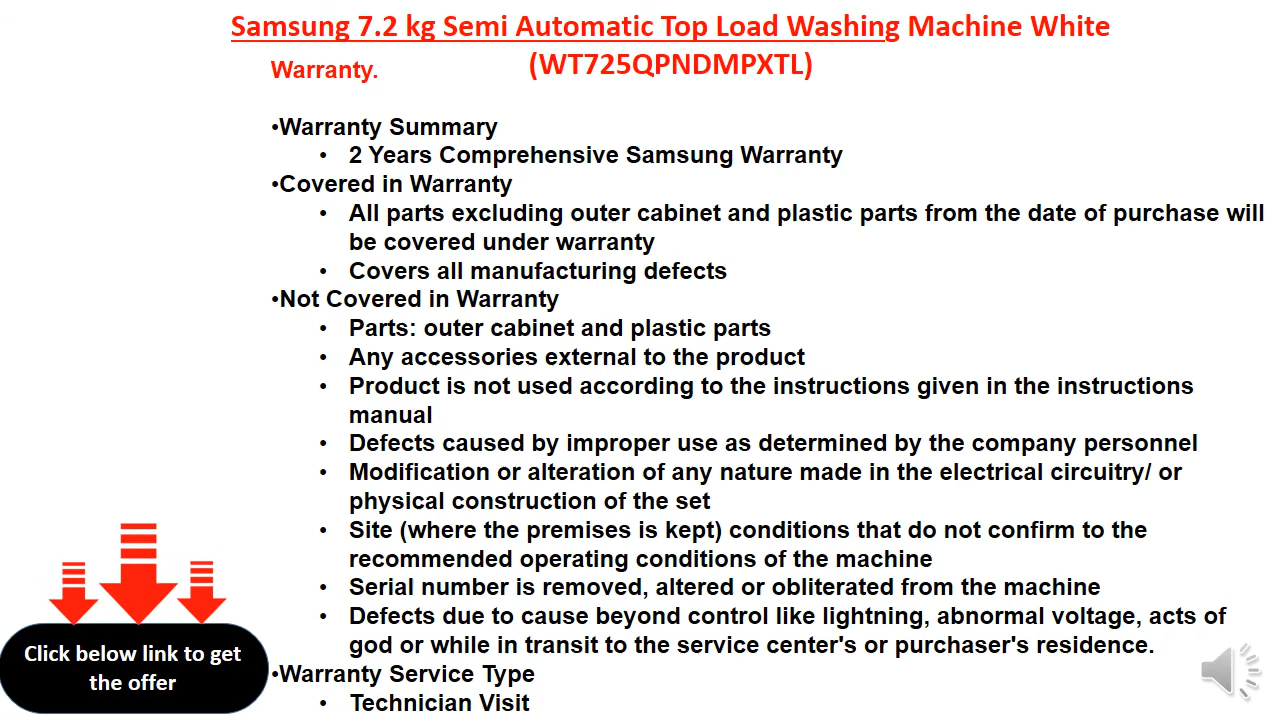 Samsung 7.2 kg Semi Automatic Top Load Washing Machine White
(WT725QPNDMPXTL)
Warranty.
•Warranty Summary
• 2 Years Comprehensive Samsung Warranty
•Covered in Warranty
• All parts excluding outer cabinet and plastic parts from the date of purchase will
be covered under warranty
• Covers all manufacturing defects
•Not Covered in Warranty
• Parts: outer cabinet and plastic parts
• Any accessories external to the product
• Product is not used according to the instructions given in the instructions
manual
• Defects caused by improper use as determined by the company personnel
• Modification or alteration of any nature made in the electrical circuitry/ or
physical construction of the set
• Site (where the premises is kept) conditions that do not confirm to the
recommended operating conditions of the machine
• Serial number is removed, altered or obliterated from the machine
• Defects due to cause beyond control like lightning, abnormal voltage, acts of
god or while in transit to the service center's or purchaser's residence.
•Warranty Service Type
• Technician Visit
Click below link to get
the offer